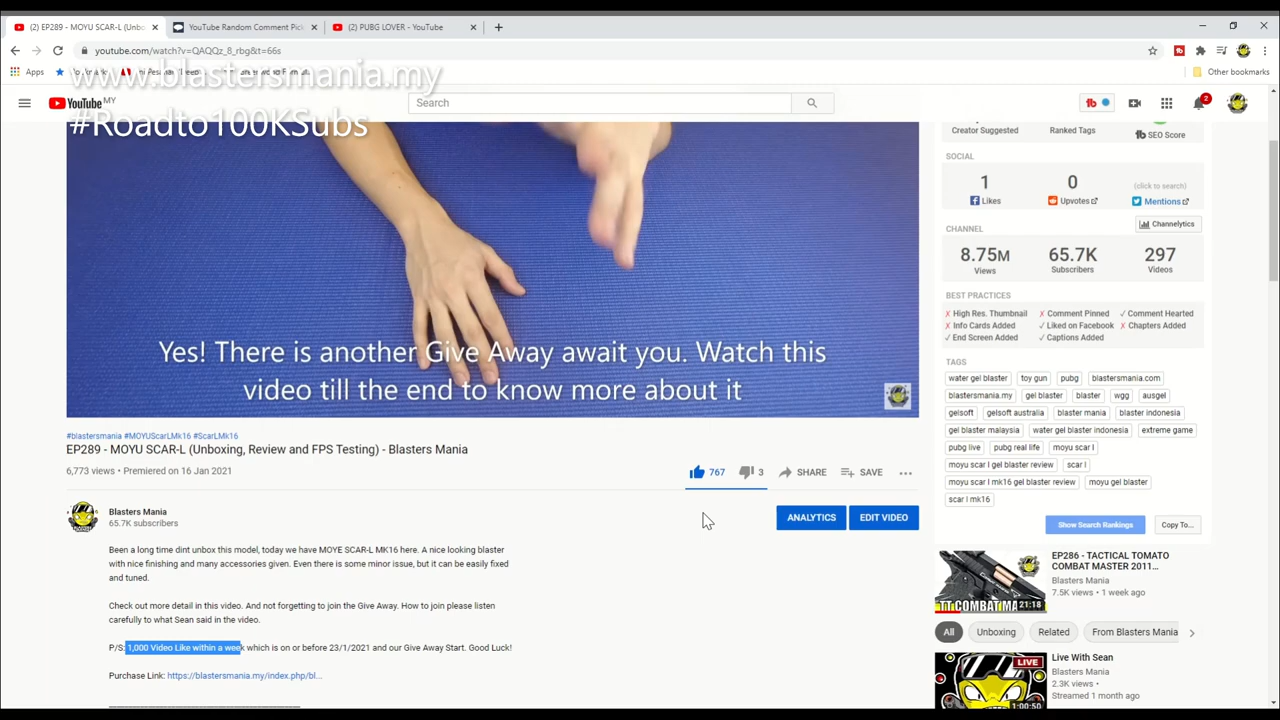 (2) EP289 - MOYU SCAR-L (Unbo
YouTube Random Comment Pick
(2) PUBG LOVER - YouTube
youtube.com/watch?v=QAQQz_8_rbg&t=66s
Apps
Other bookmarks
www.blastersmania.my
#Roadto100KSubs
YouTube MY
Search
2
Creator Suggested
Ranked Tags
SEO Score
SOCIAL
1
0
(click to search)
Likes
Upvotes
Mentions
Channelytics
CHANNEL
8.75M
65.7K
297
Views
Subscribers
Videos
BEST PRACTICES
High Res. Thumbnail
Comment Pinned
Comment Hearted
Info Cards Added
Liked on Facebook
Chapters Added
End Screen Added
Captions Added
TAGS
water gel blaster
toy gun
pubg
blastersmania.com
blastersmania.my
gel blaster
blaster
wgg
ausgel
gelsoft
gelsoft australia
blaster mania
blaster indonesia
gel blaster malaysia
water gel blaster indonesia
extreme game
pubg live
pubg real life
moyu scar l
moyu scar l gel blaster review
scar l
moyu scar l mk16 gel blaster review
moyu gel blaster
scar l mk16
Show Search Rankings
Copy To...
Yes! There is another Give Away await you. Watch this
video till the end to know more about it
#blastersmania #MOYUScarLMk16 #ScarLMK16
EP289 - MOYU SCAR-L (Unboxing, Review and FPS Testing) - Blasters Mania
6,773 views • Premiered on 16 Jan 2021
767
3
SHARE
SAVE
Blasters Mania
65.7K subscribers
ANALYTICS
EDIT VIDEO
Been a long time dint unbox this model, today we have MOYE SCAR-L MK16 here. A nice looking blaster
with nice finishing and many accessories given. Even there is some minor issue, but it can be easily fixed
and tuned.
Check out more detail in this video. And not forgetting to join the Give Away. How to join please listen
carefully to what Sean said in the video.
P/S: 1,000 Video Like within a week which is on or before 23/1/2021 and our Give Away Start. Good Luck!
Purchase Link: https://blastersmania.my/index.php/bl...
EP286 - TACTICAL TOMATO
COMBAT MASTER 2011...
Blasters Mania
7.5K views • 1 week ago
21:18
All
Unboxing
Related
From Blasters Mania
Live With Sean
Blasters Mania
2.3K views •
Streamed 1 month ago
LIVE
1:00:50